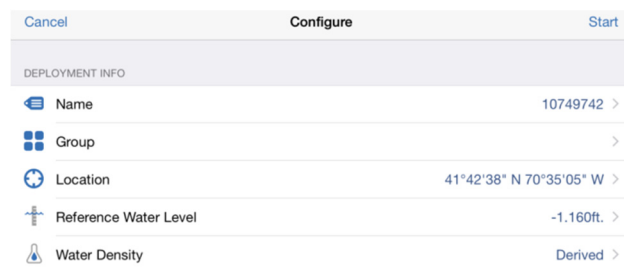 Cancel Configure Start
DEPLOYMENT INFO
Name 10749742
Group
Location 41°42'38" N 70°35'05" W
Reference Water Level -1.160ft.
Water Density Derived